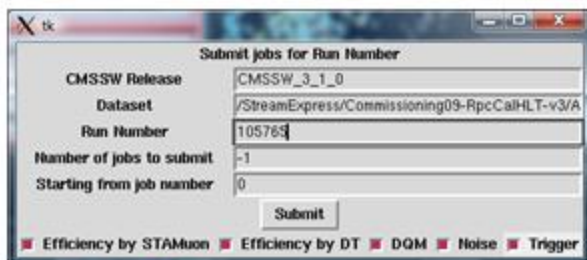 tk
Submit jobs for Run Number
CMSSW Release CMSSW_3_1_0
Dataset /StreamExpress/Commissioning09-RpcCalHLT-v3/A
Run Number 105765
Number of jobs to submit -1
Starting from job number 0
Submit
Efficiency by STAMuon Efficiency by DT DQM Noise Trigger